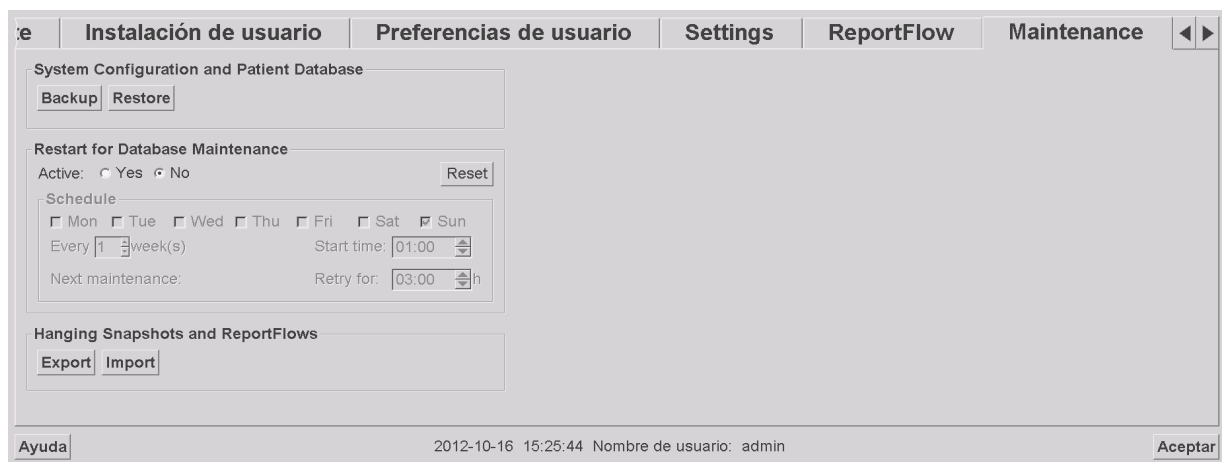 te Instalación de usuario Preferencias de usuario Settings ReportFlow Maintenance
System Configuration and Patient Database
Backup Restore
Restart for Database Maintenance
Active: Yes No Reset
Schedule
Mon Tue Wed Thu Fri Sat Sun
Every 1 week(s) Start time: 01:00
Next maintenance: Retry for: 03:00 h
Hanging Snapshots and ReportFlows
Export Import
Ayuda 2012-10-16 15:25:44 Nombre de usuario: admin Aceptar